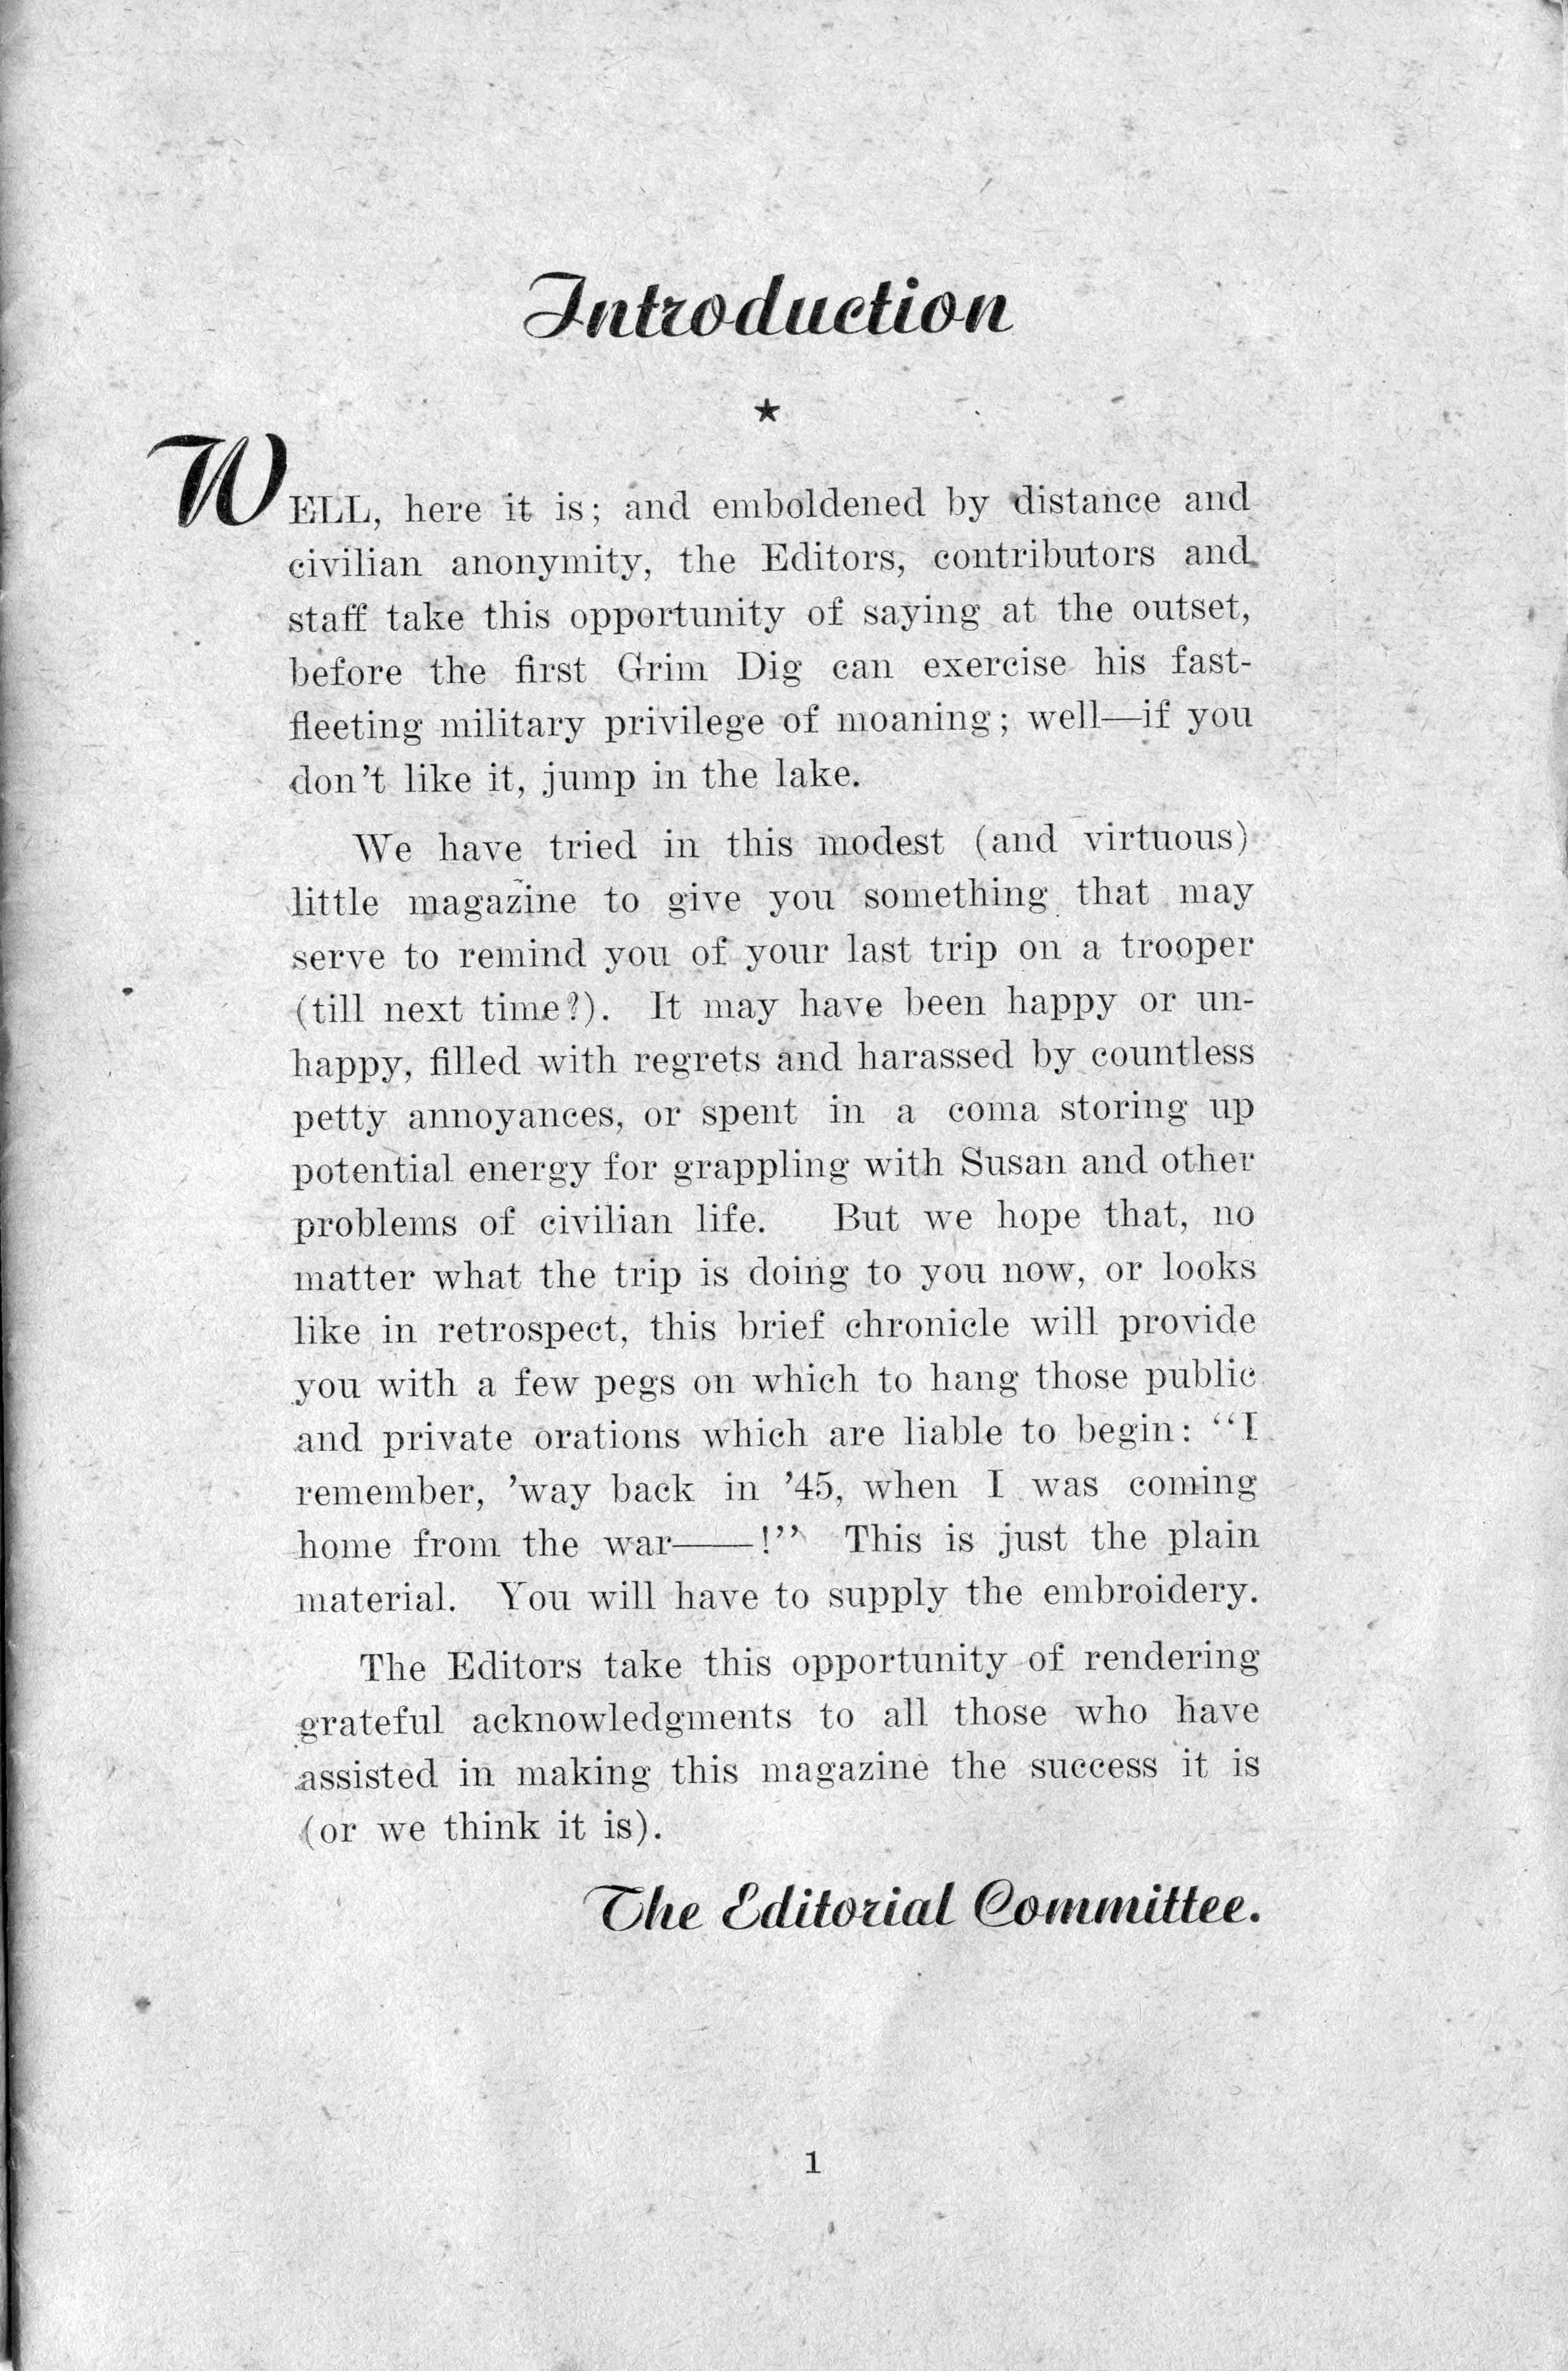 Introduction
★
WELL, here it is; and emboldened by distance and
civilian anonymity, the Editors, contributors and
staff take this opportunity of saying at the outset,
before the first Grim Dig can exercise his fast-
fleeting military privilege of moaning; well—if you
don't like it, jump in the lake.
We have tried in this modest (and virtuous)
little magazine to give you something that may
serve to remind you of your last trip on a trooper
(till next time?). It may have been happy or un-
happy, filled with regrets and harassed by countless
petty annoyances, or spent in a coma storing up
potential energy for grappling with Susan and other
problems of civilian life. But we hope that, no
matter what the trip is doing to you now, or looks
like in retrospect, this brief chronicle will provide
you with a few pegs on which to hang those public
and private orations which are liable to begin: "I
remember, 'way back in '45, when I was coming
home from the war——!" This is just the plain
material. You will have to supply the embroidery.
The Editors take this opportunity of rendering
grateful acknowledgments to all those who have
assisted in making this magazine the success it is
(or we think it is).
The Editorial Committee.
1